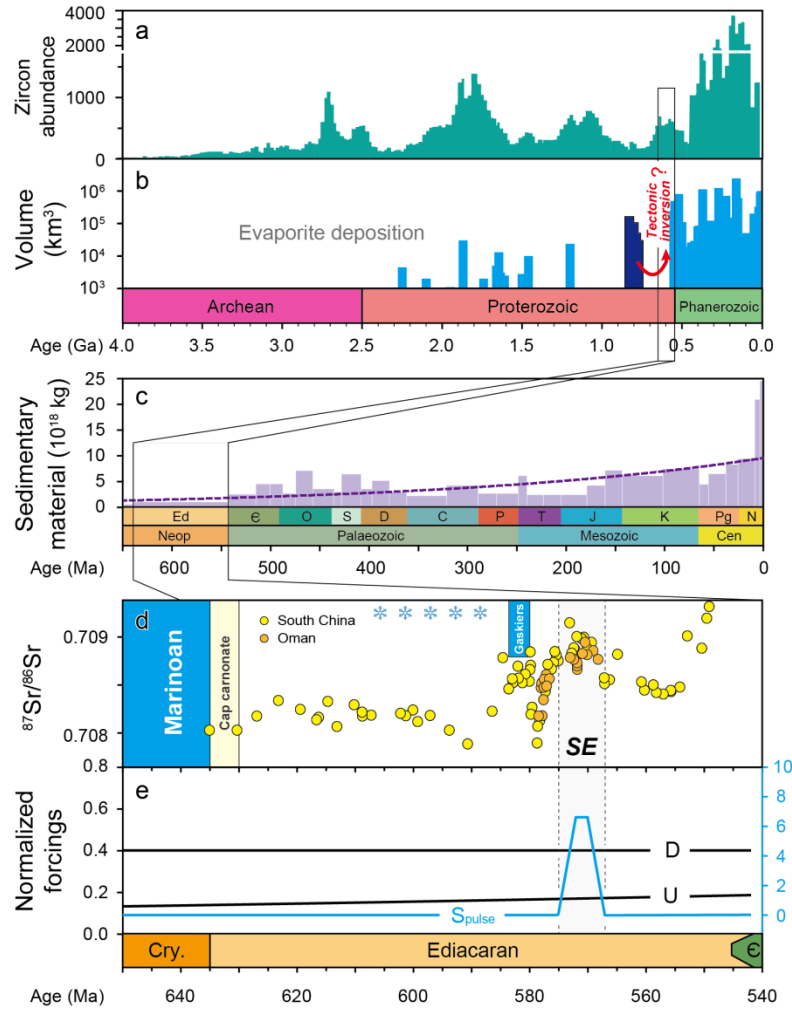 a
Zircon
abundance
4000
2000
1000
0
b
Volume
(km³)
10⁶
10⁵
10⁴
10³
Evaporite deposition
Tectonic
inversion ?
Archean Proterozoic Phanerozoic
Age (Ga) 4.0 3.5 3.0 2.5 2.0 1.5 1.0 0.5 0.0
c
Sedimentary
material (10¹⁸ kg)
25
20
15
10
5
0
Ed Є O S D C P T J K Pg N
Neop Palaeozoic Mesozoic Cen
Age (Ma) 600 500 400 300 200 100 0
d
⁸⁷Sr/⁸⁶Sr
0.709
0.708
Marinoan
Cap carnonate
South China
Oman
* * * * *
Gaskiers
SE
e
Normalized
forcings
0.8
0.6
0.4
0.2
0.0
10
8
6
4
2
0
D
U
Spulse
Cry. Ediacaran Є
Age (Ma) 640 620 600 580 560 540